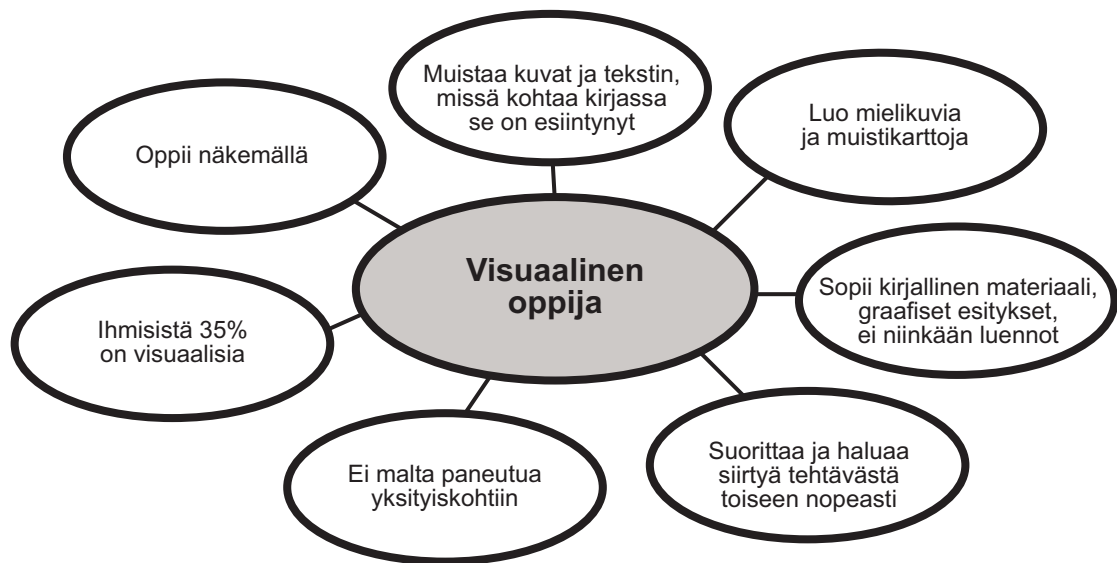 Muistaa kuvat ja tekstin,
missä kohtaa kirjassa
se on esiintynyt
Luo mielikuvia
ja muistikarttoja
Oppii näkemällä
Visuaalinen
oppija
Sopii kirjallinen materiaali,
graafiset esitykset,
ei niinkään luennot
Ihmisistä 35%
on visuaalisia
Suorittaa ja haluaa
siirtyä tehtävästä
toiseen nopeasti
Ei malta paneutua
yksityiskohtiin